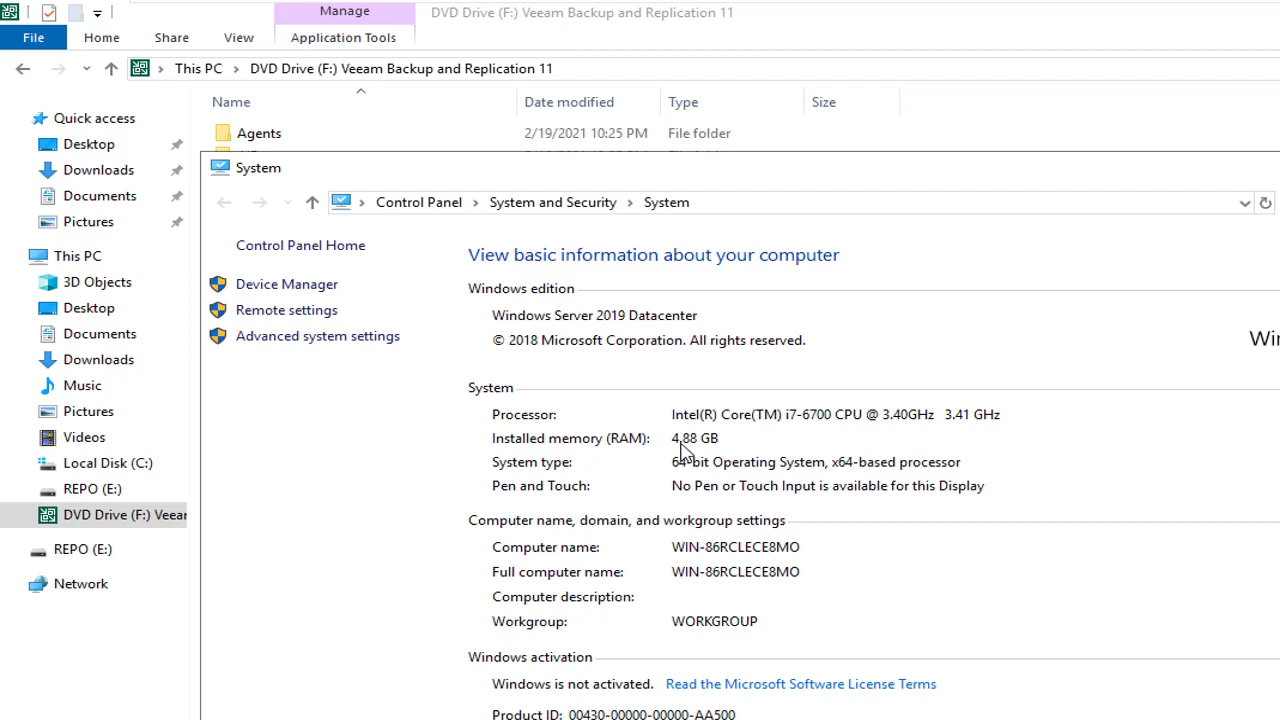 Manage
DVD Drive (F:) Veeam Backup and Replication 11
File
Home
Share
View
Application Tools
This PC
DVD Drive (F:) Veeam Backup and Replication 11
Name
Date modified
Type
Size
Quick access
Desktop
Downloads
Documents
Pictures
This PC
3D Objects
Desktop
Documents
Downloads
Music
Pictures
Videos
Local Disk (C:)
REPO (E:)
DVD Drive (F:) Veear
REPO (E:)
Network
Agents
2/19/2021 10:25 PM
File folder
System
Control Panel
System and Security
System
Control Panel Home
Device Manager
Remote settings
Advanced system settings
View basic information about your computer
Windows edition
Windows Server 2019 Datacenter
© 2018 Microsoft Corporation. All rights reserved.
Win
System
Processor: Intel(R) Core(TM) i7-6700 CPU @ 3.40GHz 3.41 GHz
Installed memory (RAM): 4.88 GB
System type: 64-bit Operating System, x64-based processor
Pen and Touch: No Pen or Touch Input is available for this Display
Computer name, domain, and workgroup settings
Computer name: WIN-86RCLECE8MO
Full computer name: WIN-86RCLECE8MO
Computer description:
Workgroup: WORKGROUP
Windows activation
Windows is not activated. Read the Microsoft Software License Terms
Product ID: 00430-00000-00000-AA500